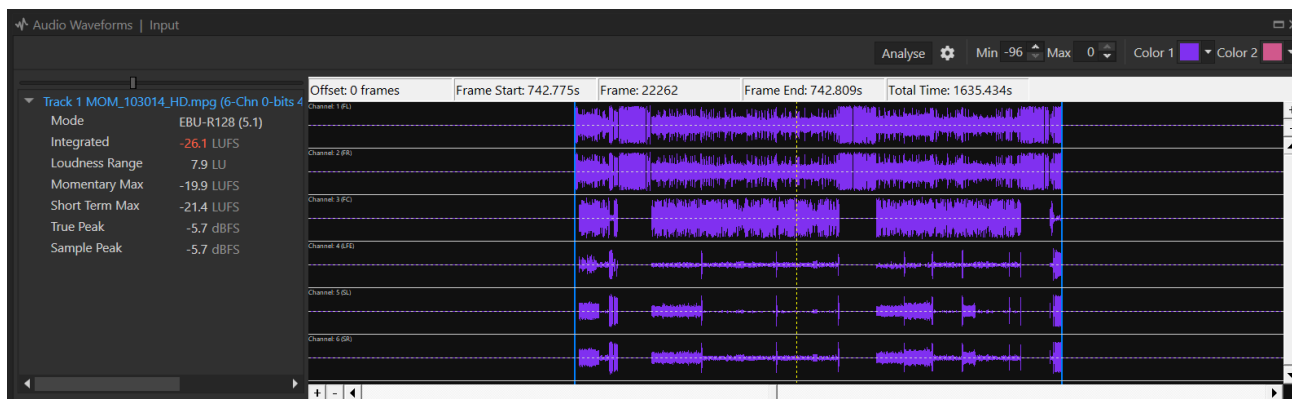 Audio Waveforms | Input
Analyse Min -96 Max 0 Color 1 Color 2
Offset: 0 frames Frame Start: 742.775s Frame: 22262 Frame End: 742.809s Total Time: 1635.434s
Track 1 MOM_103014_HD.mpg (6-Chn 0-bits 4
Mode EBU-R128 (5.1)
Integrated -26.1 LUFS
Loudness Range 7.9 LU
Momentary Max -19.9 LUFS
Short Term Max -21.4 LUFS
True Peak -5.7 dBFS
Sample Peak -5.7 dBFS
Channel: 1 (FL)
Channel: 2 (FR)
Channel: 3 (FC)
Channel: 4 (LFE)
Channel: 5 (SL)
Channel: 6 (SR)
+ -